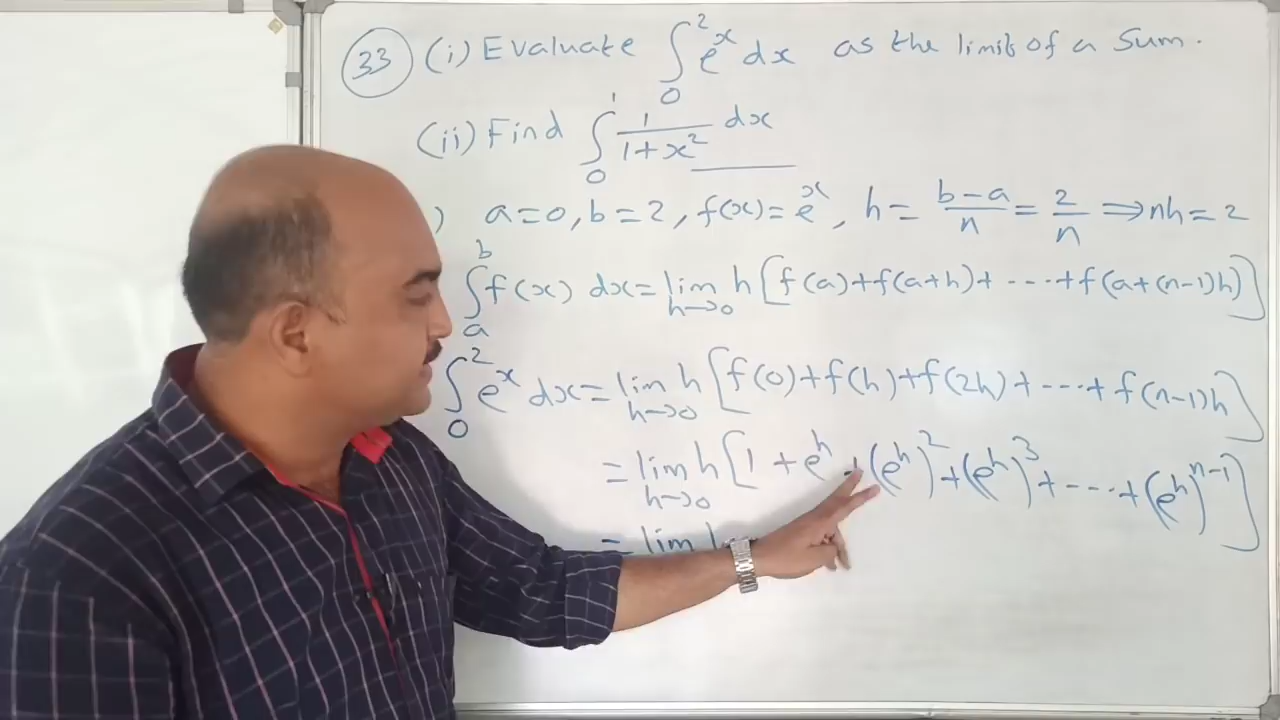 33 (i) Evaluate ∫₀² eˣ dx as the limit of a sum.
(ii) Find ∫₀¹ 1/(1+x²) dx
) a=0, b=2, f(x)=eˣ, h = (b-a)/n = 2/n ⟹ nh=2
∫ₐᵇ f(x) dx = lim h→0 h[f(a)+f(a+h)+----+f(a+(n-1)h)]
∫₀² eˣ dx = lim h→0 h[f(0)+f(h)+f(2h)+----+f(n-1)h]
= lim h→0 h[1+eʰ+(eʰ)²+(eʰ)³+----+(eʰ)ⁿ⁻¹]
= lim h